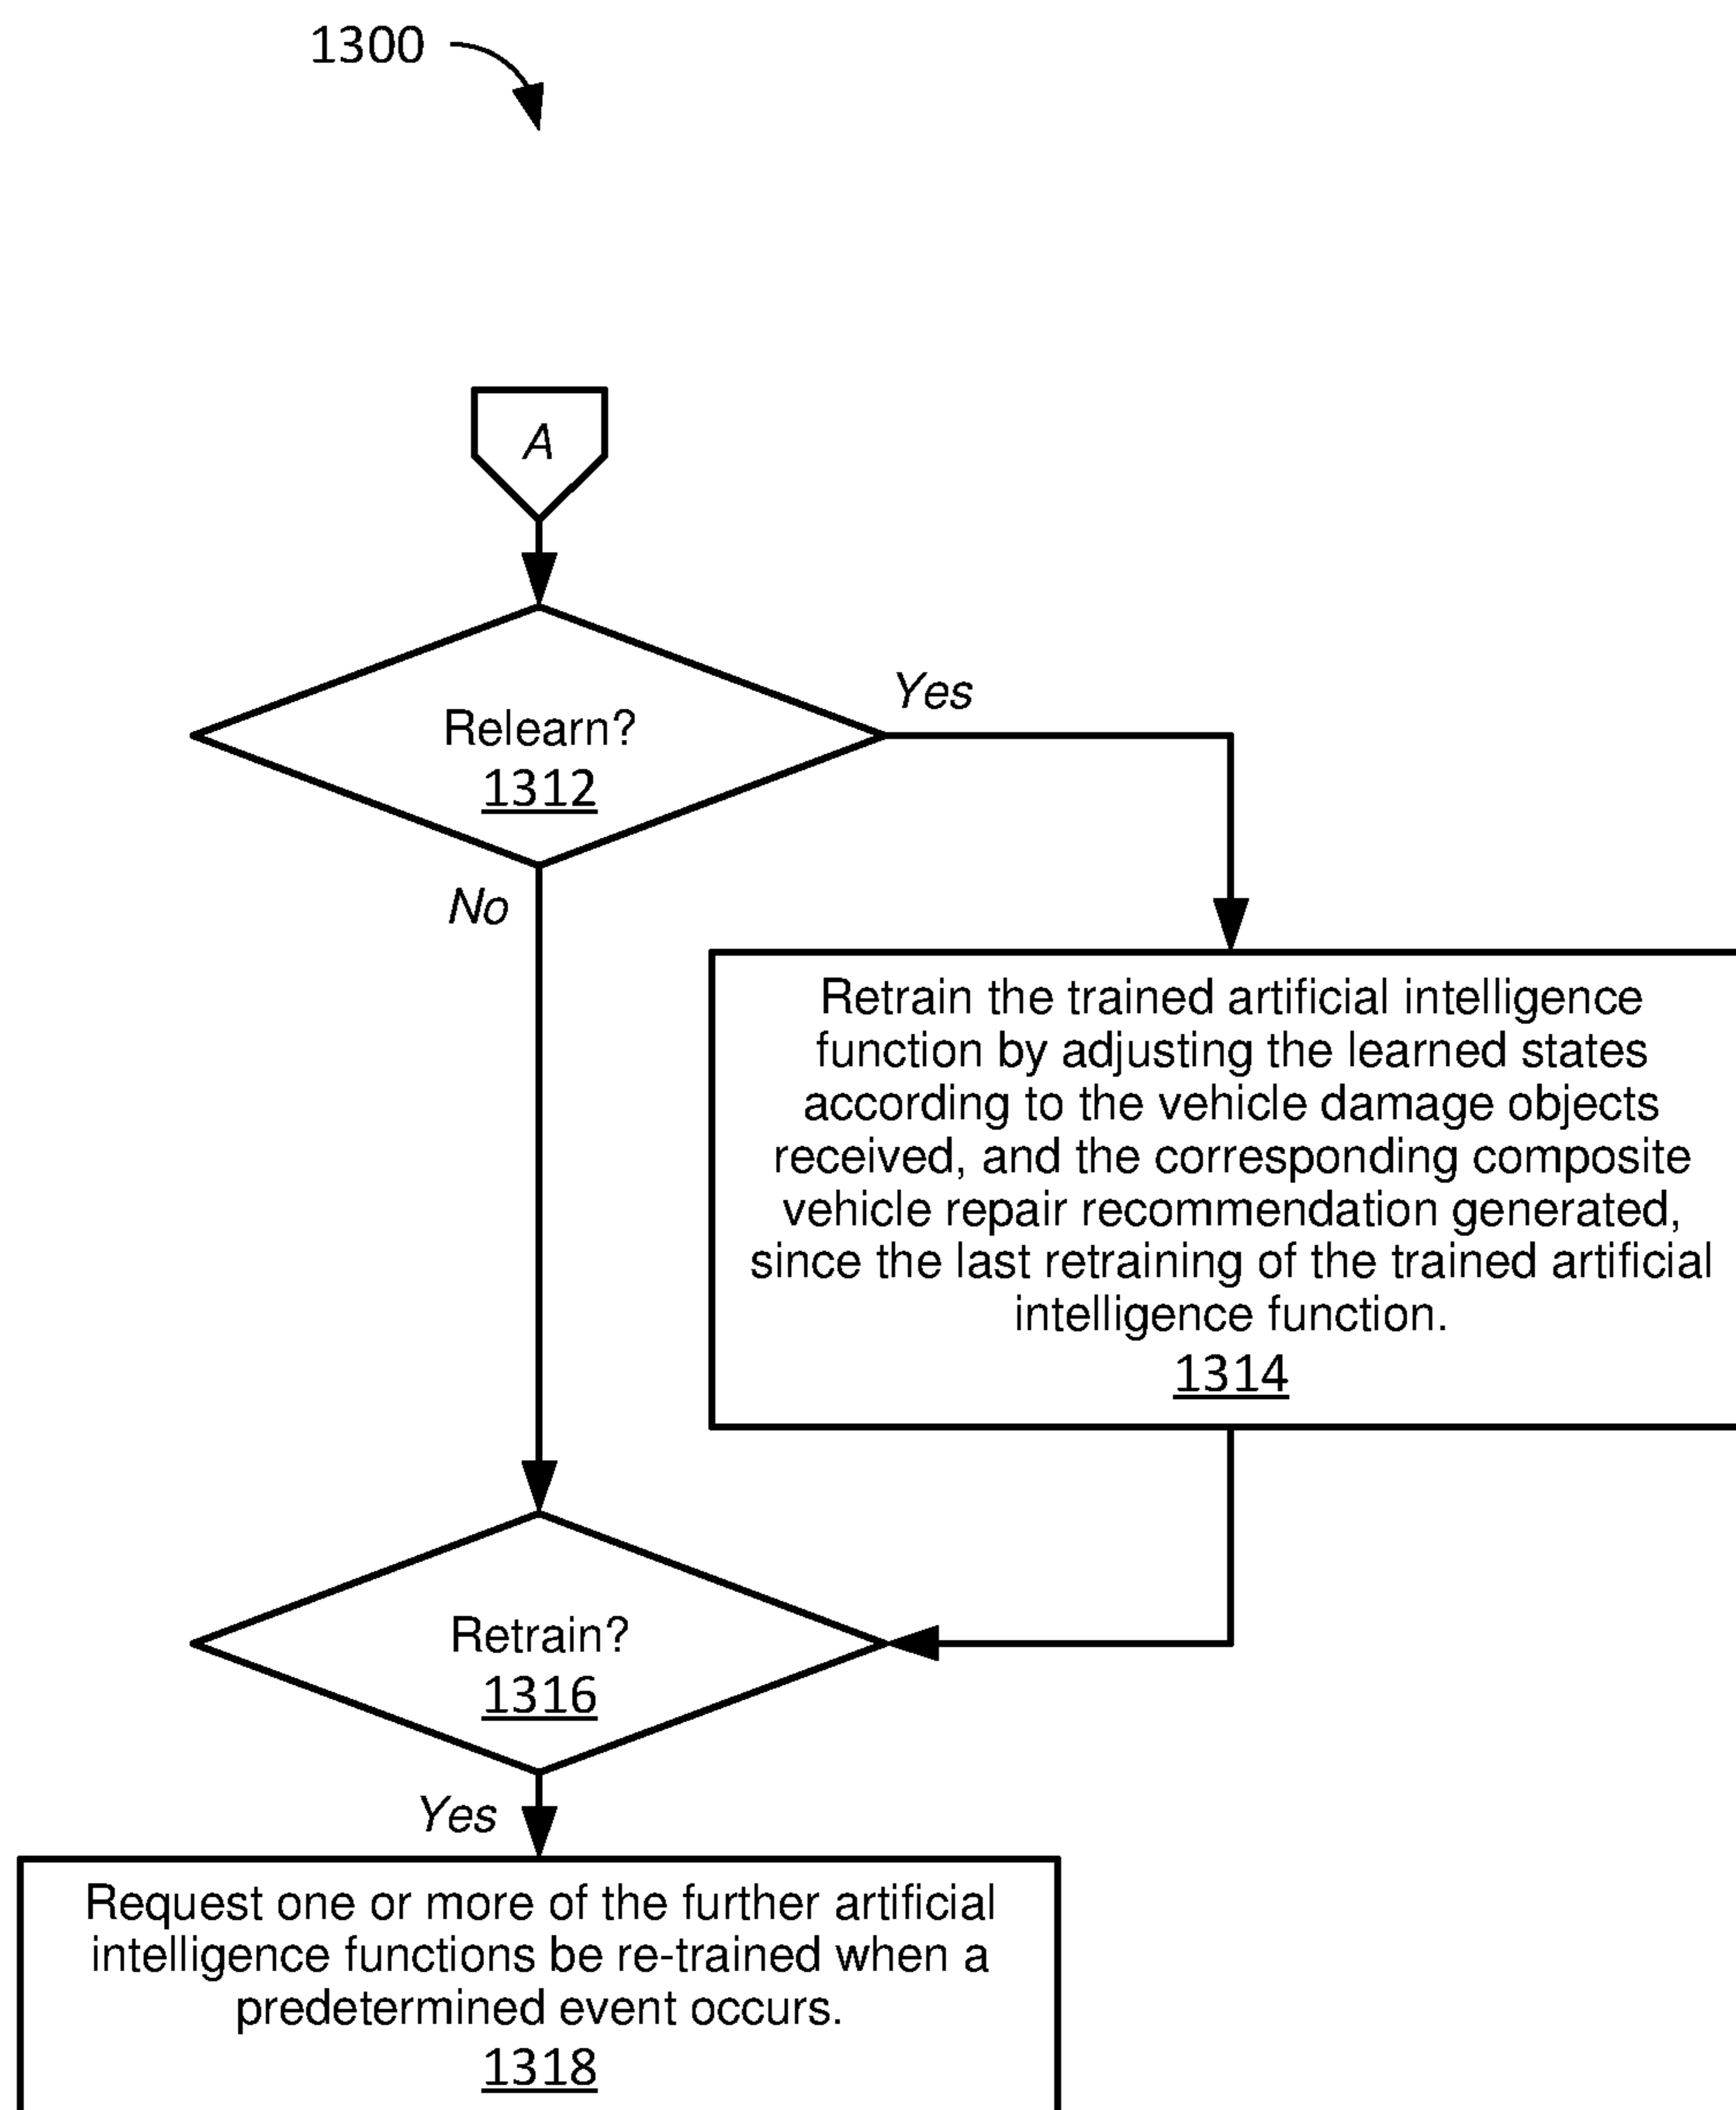 1300
A
Relearn?
1312
Yes
No
Retrain the trained artificial intelligence
function by adjusting the learned states
according to the vehicle damage objects
received, and the corresponding composite
vehicle repair recommendation generated,
since the last retraining of the trained artificial
intelligence function.
1314
Retrain?
1316
Yes
Request one or more of the further artificial
intelligence functions be re-trained when a
predetermined event occurs.
1318